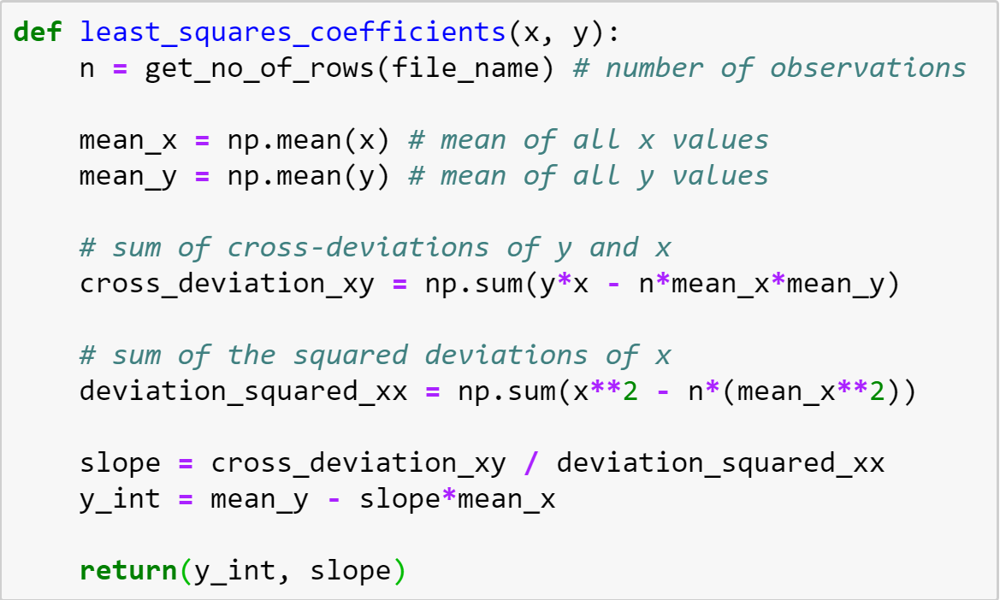 def least_squares_coefficients(x, y):
    n = get_no_of_rows(file_name) # number of observations
    mean_x = np.mean(x) # mean of all x values
    mean_y = np.mean(y) # mean of all y values
    # sum of cross-deviations of y and x
    cross_deviation_xy = np.sum(y*x - n*mean_x*mean_y)
    # sum of the squared deviations of x
    deviation_squared_xx = np.sum(x**2 - n*(mean_x**2))
    slope = cross_deviation_xy / deviation_squared_xx
    y_int = mean_y - slope*mean_x
    return(y_int, slope)